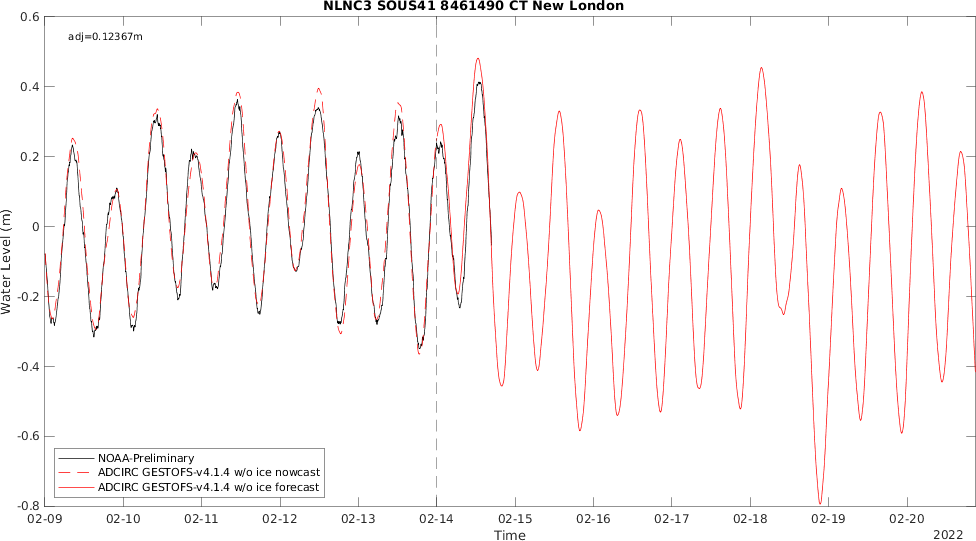 NLNC3 SOUS41 8461490 CT New London
adj=0.12367m
0.6
0.4
0.2
0
-0.2
-0.4
-0.6
-0.8
Water Level (m)
NOAA-Preliminary
ADCIRC GESTOFS-v4.1.4 w/o ice nowcast
ADCIRC GESTOFS-v4.1.4 w/o ice forecast
02-09 02-10 02-11 02-12 02-13 02-14 02-15 02-16 02-17 02-18 02-19 02-20
Time
2022